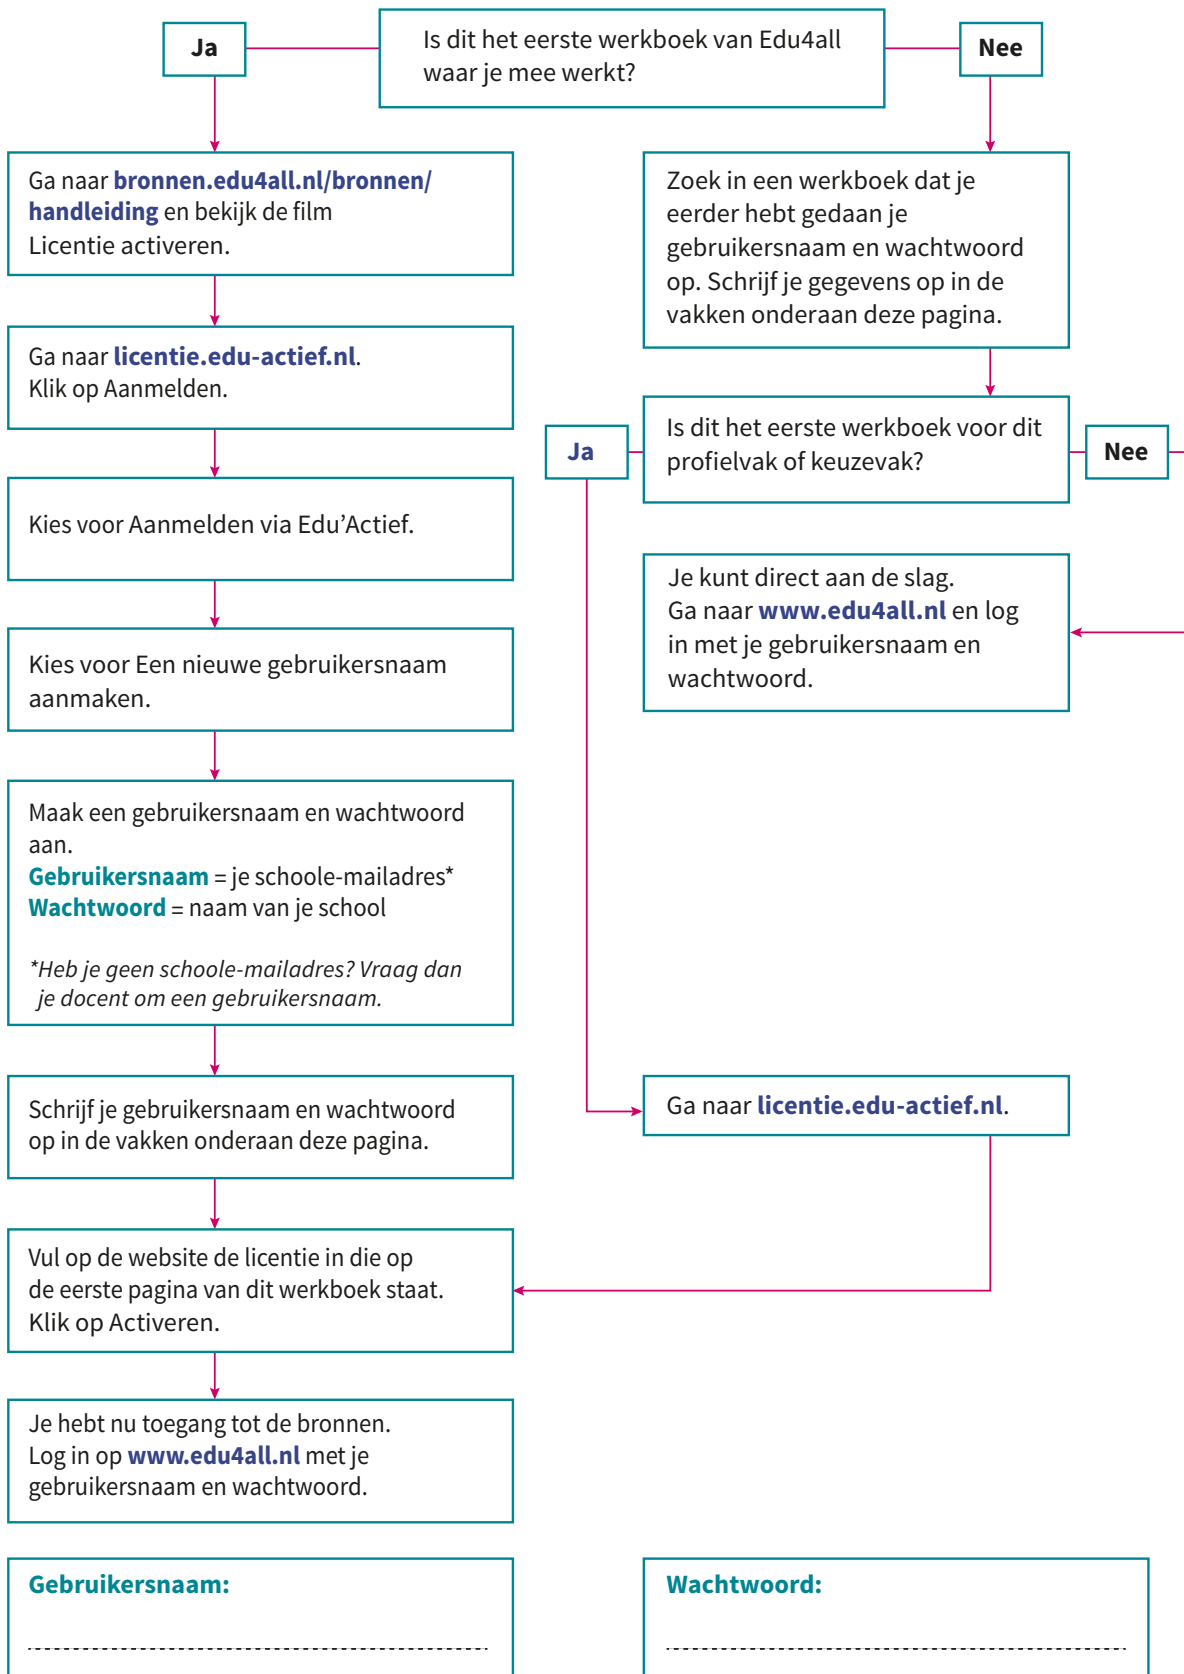 Is dit het eerste werkboek van Edu4all
waar je mee werkt?
Ja
Nee
Ga naar bronnen.edu4all.nl/bronnen/
handleiding en bekijk de film
Licentie activeren.
Ga naar licentie.edu-actief.nl.
Klik op Aanmelden.
Kies voor Aanmelden via Edu’Actief.
Kies voor Een nieuwe gebruikersnaam
aanmaken.
Maak een gebruikersnaam en wachtwoord
aan.
Gebruikersnaam = je schoole-mailadres*
Wachtwoord = naam van je school
*Heb je geen schoole-mailadres? Vraag dan
je docent om een gebruikersnaam.
Schrijf je gebruikersnaam en wachtwoord
op in de vakken onderaan deze pagina.
Vul op de website de licentie in die op
de eerste pagina van dit werkboek staat.
Klik op Activeren.
Je hebt nu toegang tot de bronnen.
Log in op www.edu4all.nl met je
gebruikersnaam en wachtwoord.
Zoek in een werkboek dat je
eerder hebt gedaan je
gebruikersnaam en wachtwoord
op. Schrijf je gegevens op in de
vakken onderaan deze pagina.
Is dit het eerste werkboek voor dit
profielvak of keuzevak?
Ja
Nee
Je kunt direct aan de slag.
Ga naar www.edu4all.nl en log
in met je gebruikersnaam en
wachtwoord.
Ga naar licentie.edu-actief.nl.
Gebruikersnaam:
Wachtwoord: